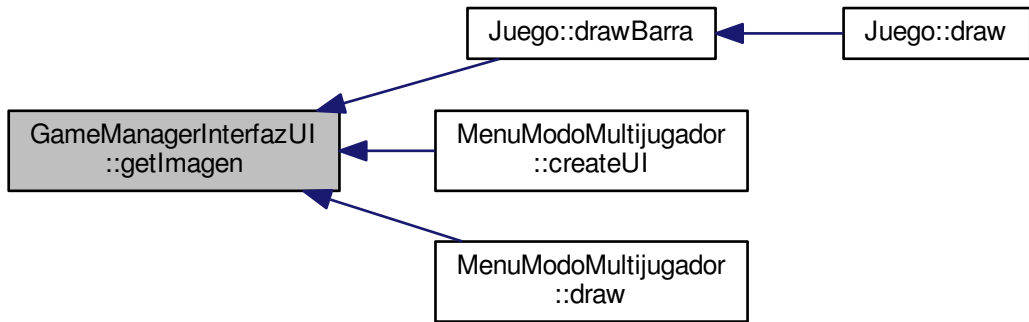 Juego::drawBarra
Juego::draw
GameManagerInterfazUI
::getImagen
MenuModoMultijugador
::createUI
MenuModoMultijugador
::draw